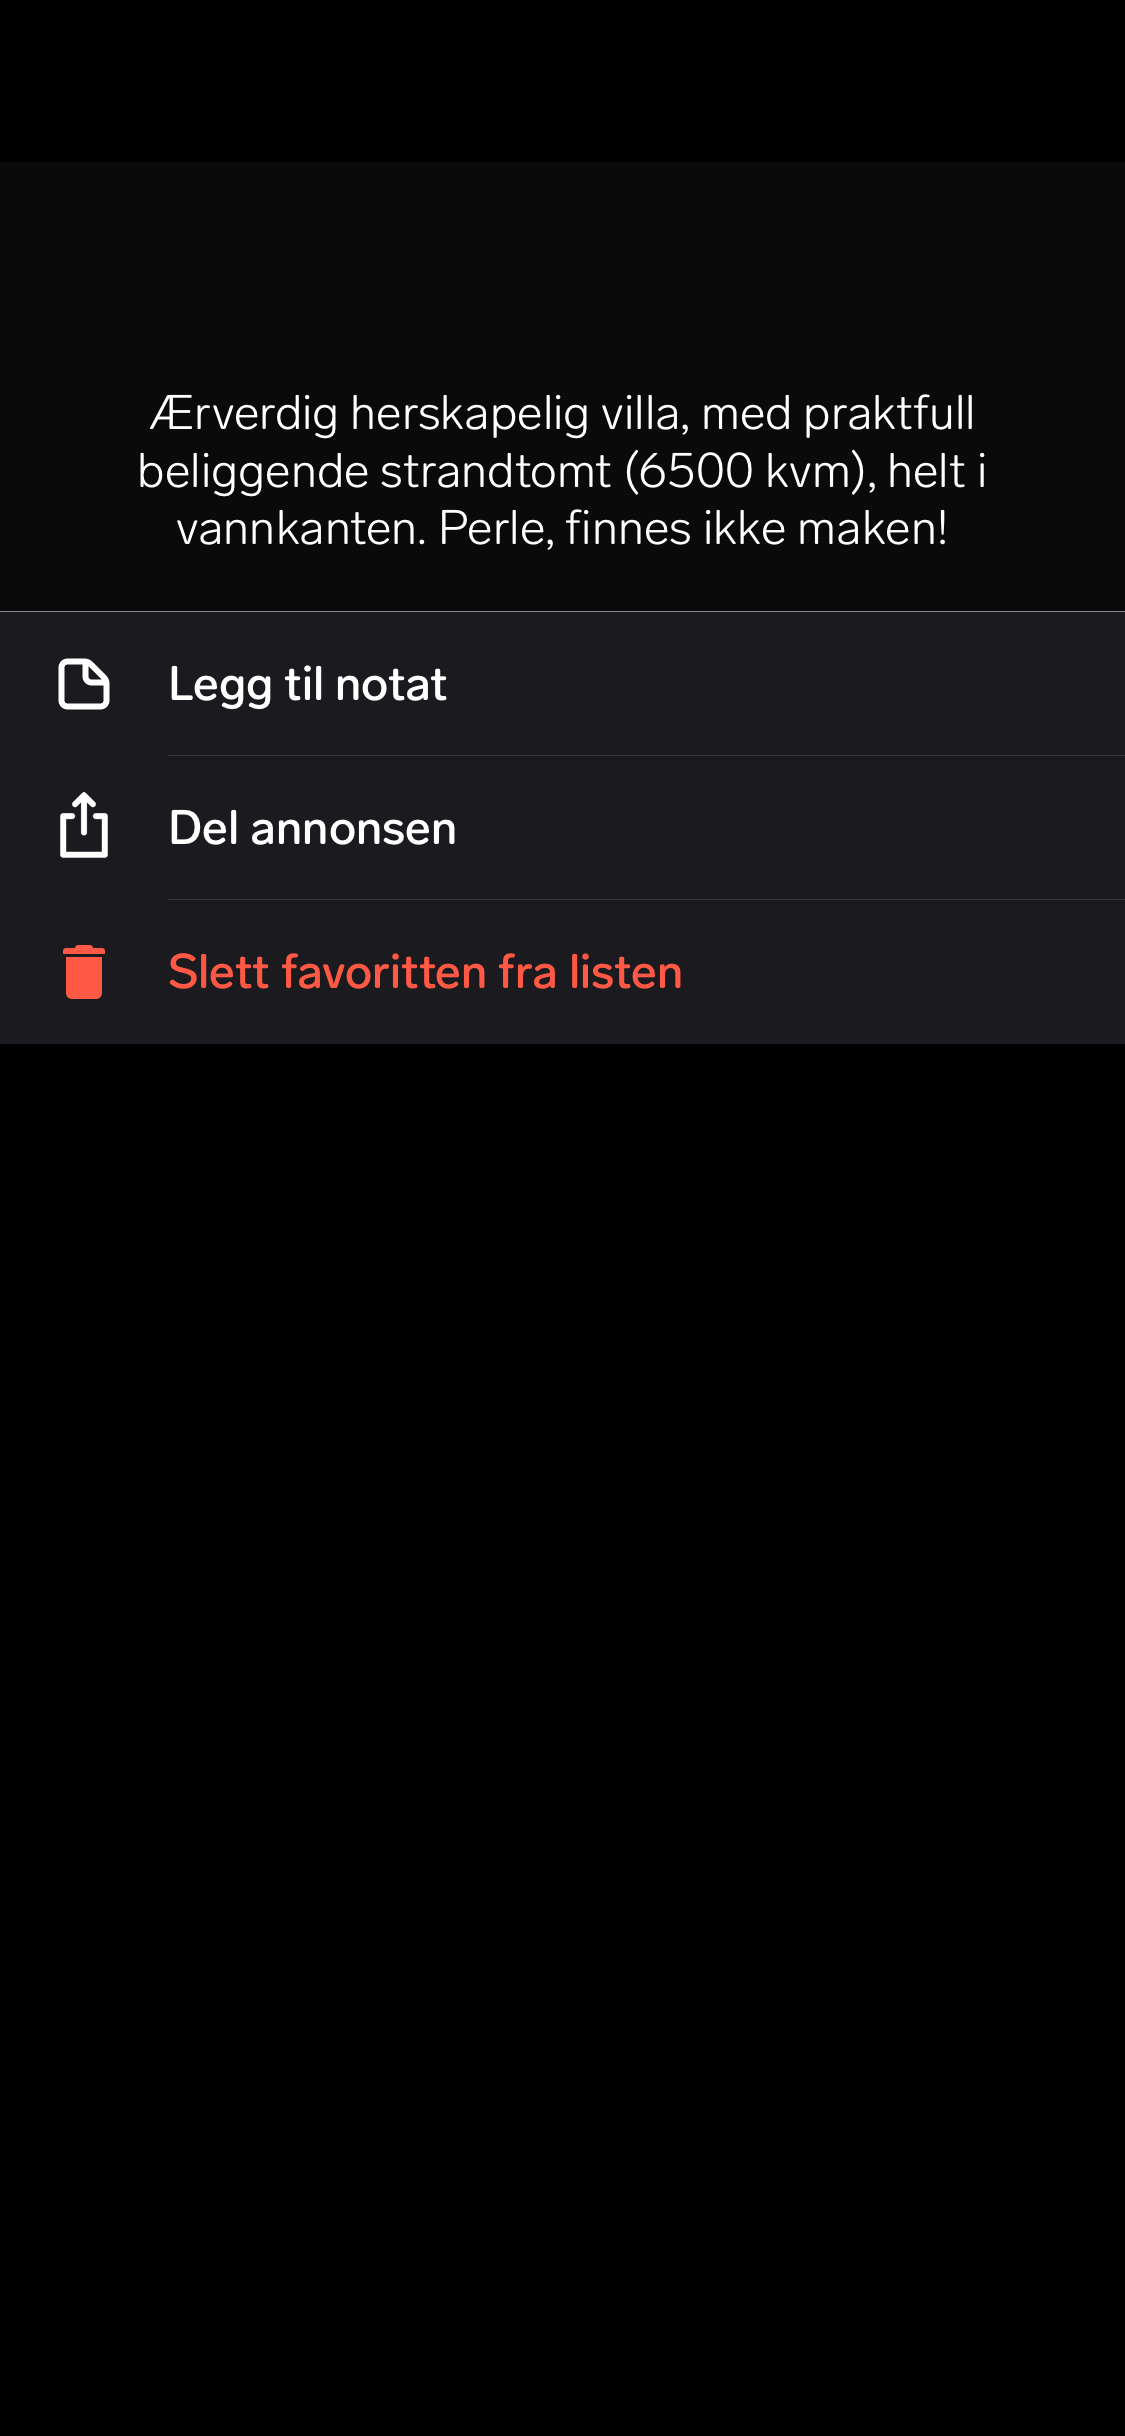 Ærverdig herskapelig villa, med praktfull
beliggende strandtomt (6500 kvm), helt i
vannkanten. Perle, finnes ikke maken!
Legg til notat
Del annonsen
Slett favoritten fra listen